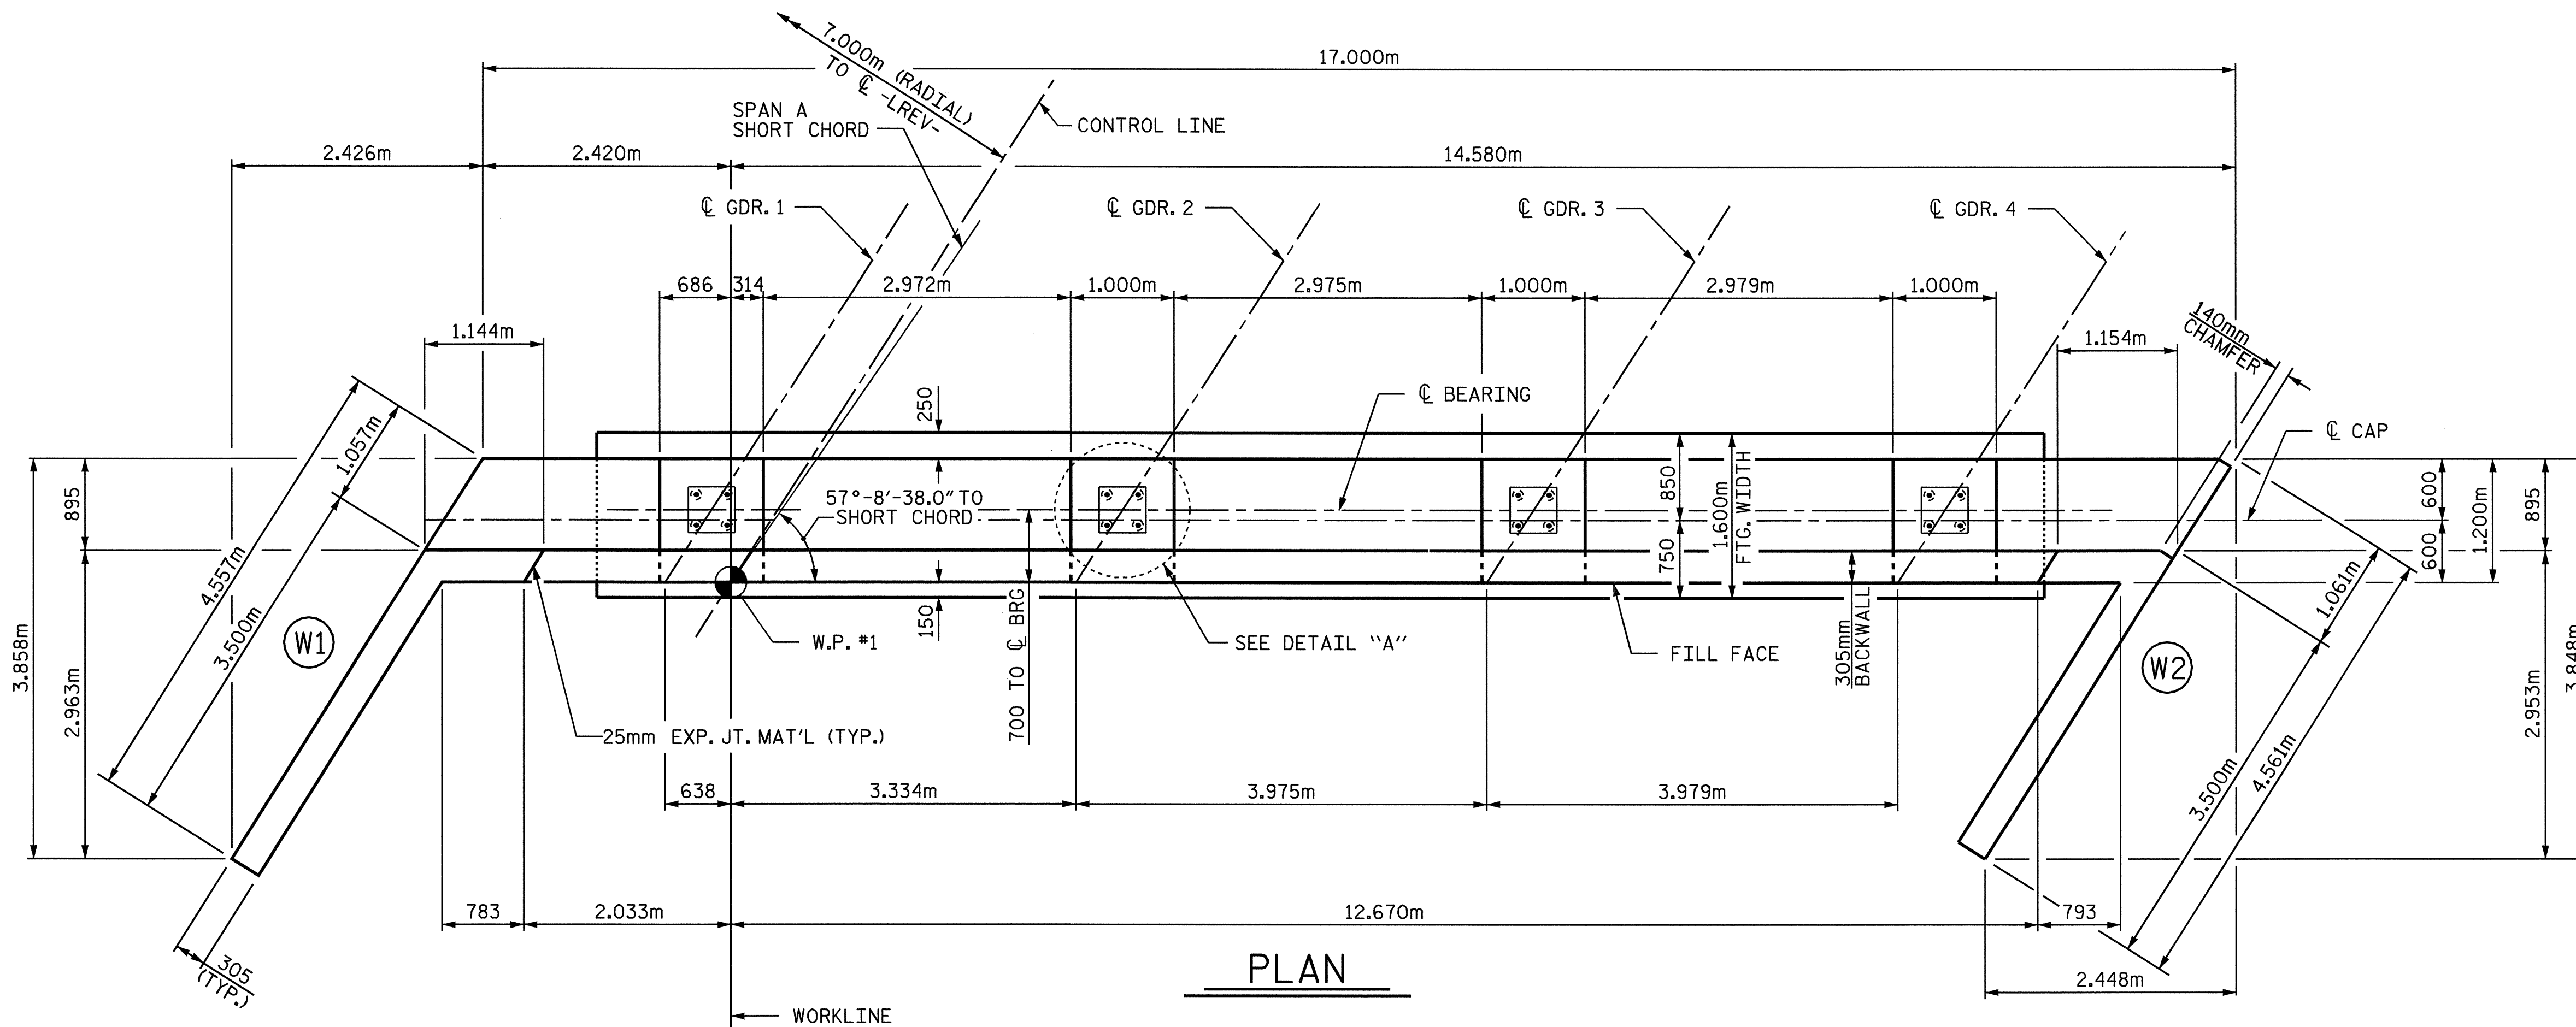 17.000m
7.000m (RADIAL)
TO ℄ -LREV-
SPAN A
SHORT CHORD
CONTROL LINE
2.426m
2.420m
14.580m
℄ GDR. 1
℄ GDR. 2
℄ GDR. 3
℄ GDR. 4
686
314
2.972m
1.000m
2.975m
1.000m
2.979m
1.000m
1.144m
1.154m
140mm
CHAMFER
250
℄ BEARING
℄ CAP
1.057m
895
57°-8'-38.0" TO
SHORT CHORD
850
1.600m
FTG. WIDTH
600
1.200m
895
4.557m
750
600
3.858m
3.500m
W1
2.963m
150
W.P. #1
700 TO ℄ BRG
SEE DETAIL "A"
FILL FACE
305mm
BACKWALL
W2
1.061m
3.848m
2.953m
25mm EXP. JT. MAT'L (TYP.)
638
3.334m
3.975m
3.979m
3.500m
4.561m
783
2.033m
12.670m
793
305
(TYP.)
PLAN
2.448m
WORKLINE